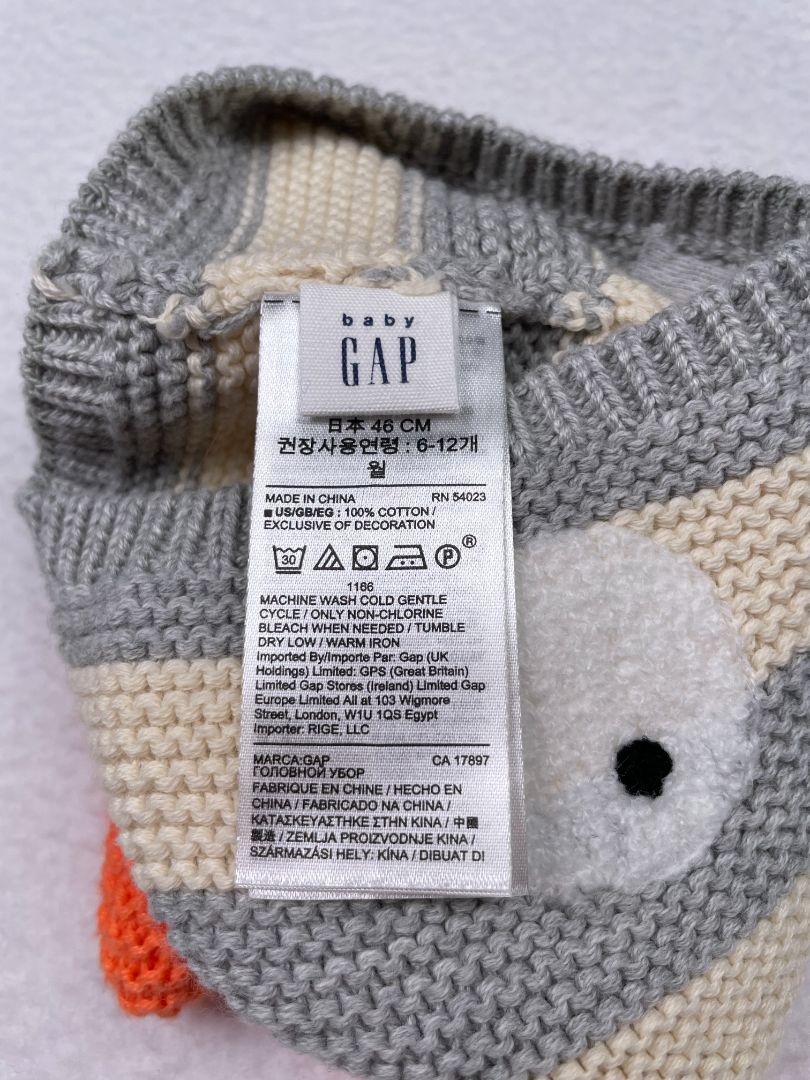 baby
GAP
日本 46 CM
권장사용연령 : 6-12개
월
MADE IN CHINA RN 54023
■ US/GB/EG : 100% COTTON /
EXCLUSIVE OF DECORATION
30 P ®
1166
MACHINE WASH COLD GENTLE
CYCLE / ONLY NON-CHLORINE
BLEACH WHEN NEEDED / TUMBLE
DRY LOW / WARM IRON
Imported By/Importe Par: Gap (UK
Holdings) Limited: GPS (Great Britain)
Limited Gap Stores (Ireland) Limited Gap
Europe Limited All at 103 Wigmore
Street, London, W1U 1QS Egypt
Importer: RIGE, LLC
MARCA:GAP CA 17897
ГОЛОВНОЙ УБОР
FABRIQUE EN CHINE / HECHO EN
CHINA / FABRICADO NA CHINA /
ΚΑΤΑΣΚΕΥΑΣΤΗΚΕ ΣΤΗΝ ΚΙΝΑ / 中國
製造 / ZEMLJA PROIZVODNJE KINA /
SZÁRMAZÁSI HELY: KÍNA / DIBUAT DI